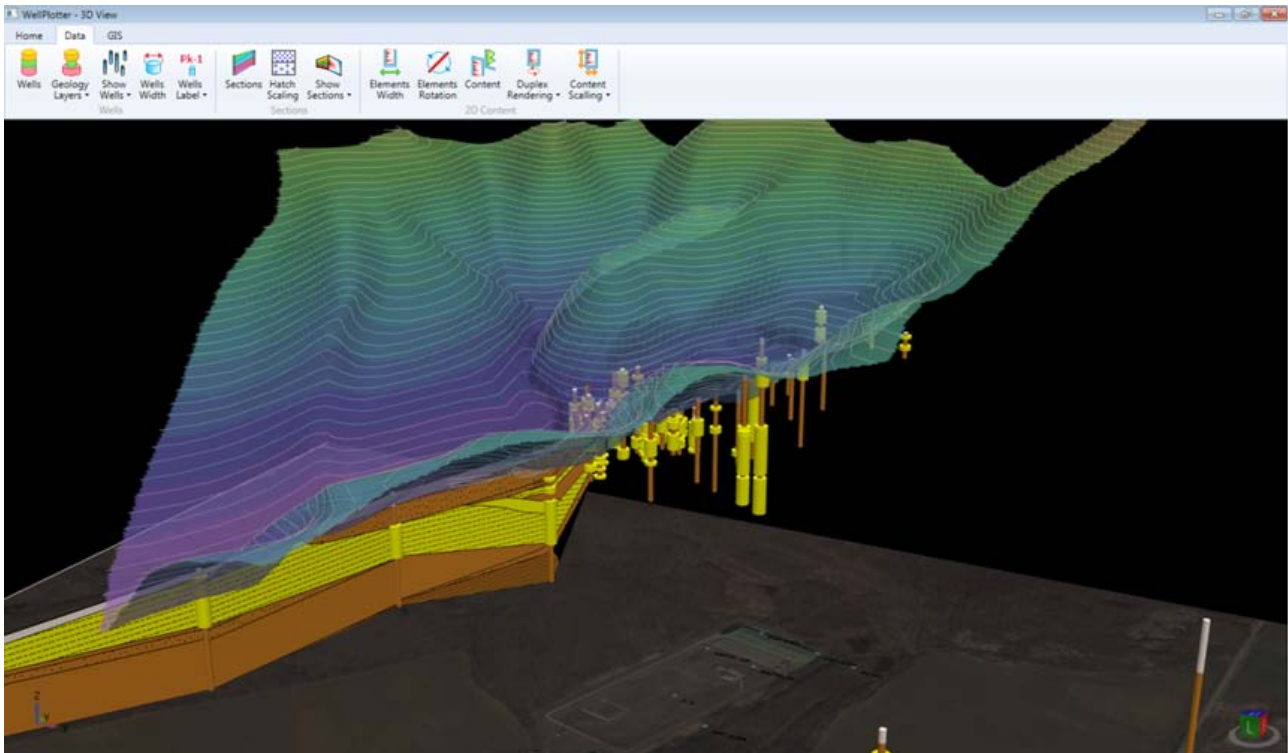 WellPlotter - 3D View
Home Data GIS
Wells
Geology Layers
Show Wells
Wells Width
Pk-1
Wells Label
Sections
Hatch Scaling
Show Sections
Elements Width
Elements Rotation
Content
Duplex Rendering
Content Scalling
Wells
Sections
2D Content
Z
Y
L